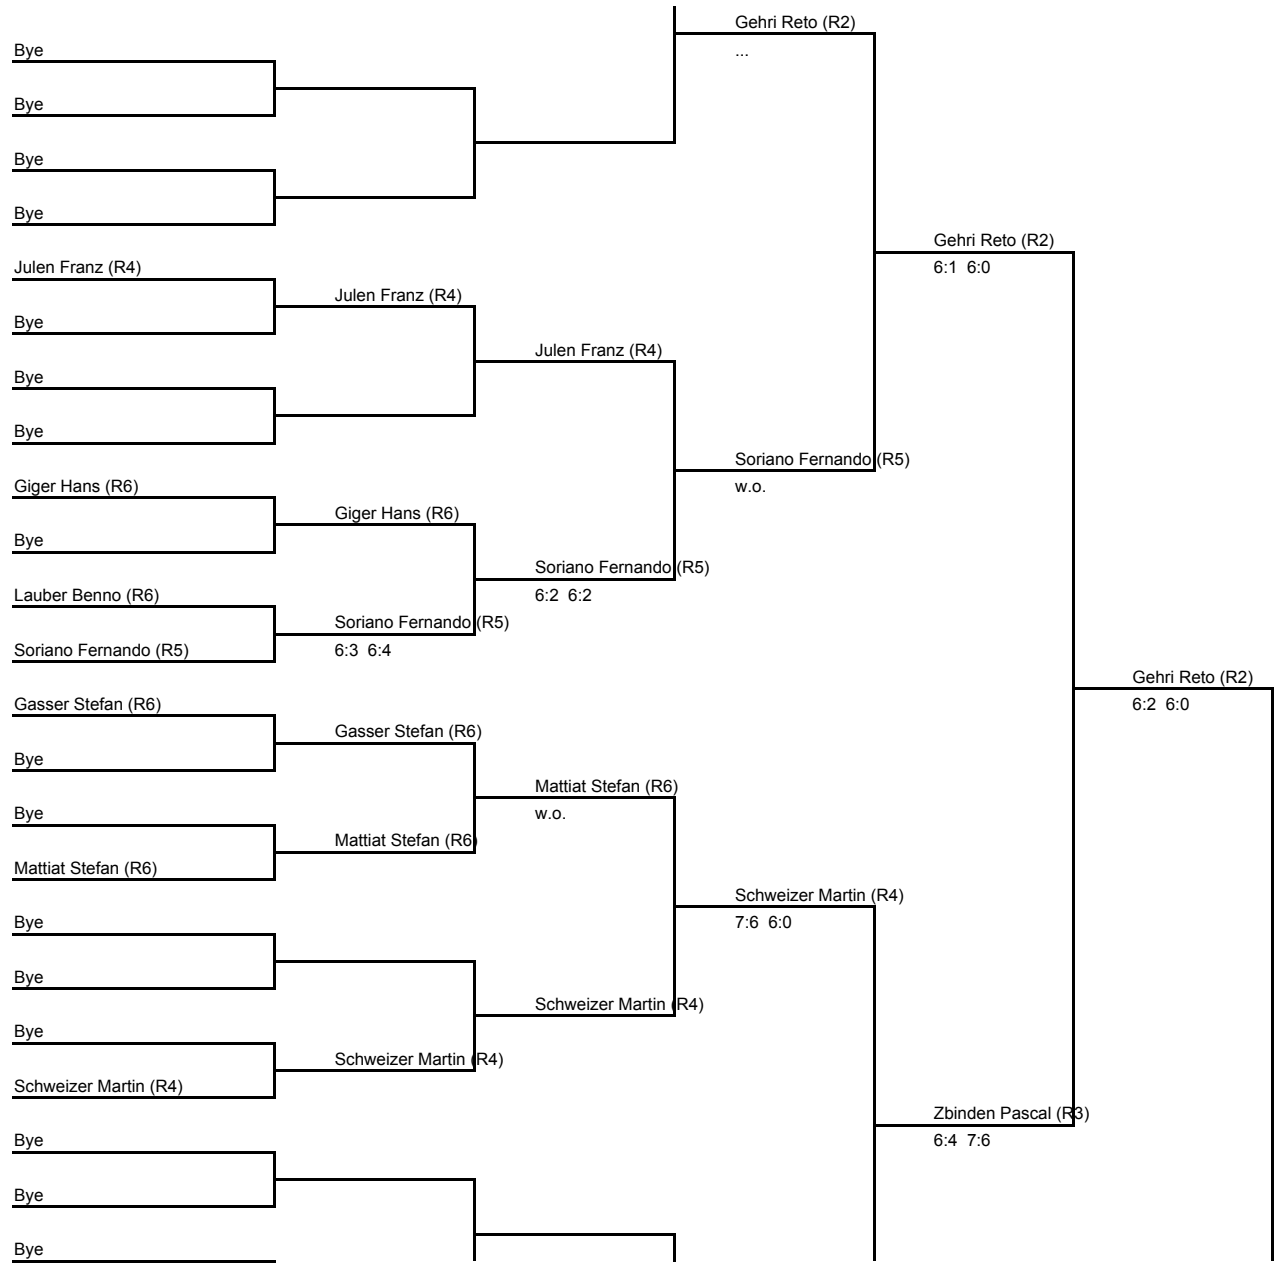 Gehri Reto (R2)
...
Bye
Bye
Bye
Bye
Gehri Reto (R2)
6:1 6:0
Julen Franz (R4)
Julen Franz (R4)
Bye
Julen Franz (R4)
Bye
Bye
Soriano Fernando (R5)
w.o.
Giger Hans (R6)
Giger Hans (R6)
Bye
Soriano Fernando (R5)
6:2 6:2
Lauber Benno (R6)
Soriano Fernando (R5)
6:3 6:4
Soriano Fernando (R5)
Gehri Reto (R2)
6:2 6:0
Gasser Stefan (R6)
Gasser Stefan (R6)
Bye
Mattiat Stefan (R6)
w.o.
Bye
Mattiat Stefan (R6)
Mattiat Stefan (R6)
Schweizer Martin (R4)
7:6 6:0
Bye
Bye
Schweizer Martin (R4)
Bye
Schweizer Martin (R4)
Schweizer Martin (R4)
Zbinden Pascal (R3)
6:4 7:6
Bye
Bye
Bye